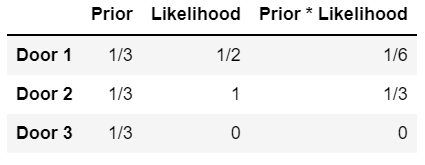 Prior Likelihood Prior * Likelihood
Door 1 1/3 1/2 1/6
Door 2 1/3 1 1/3
Door 3 1/3 0 0